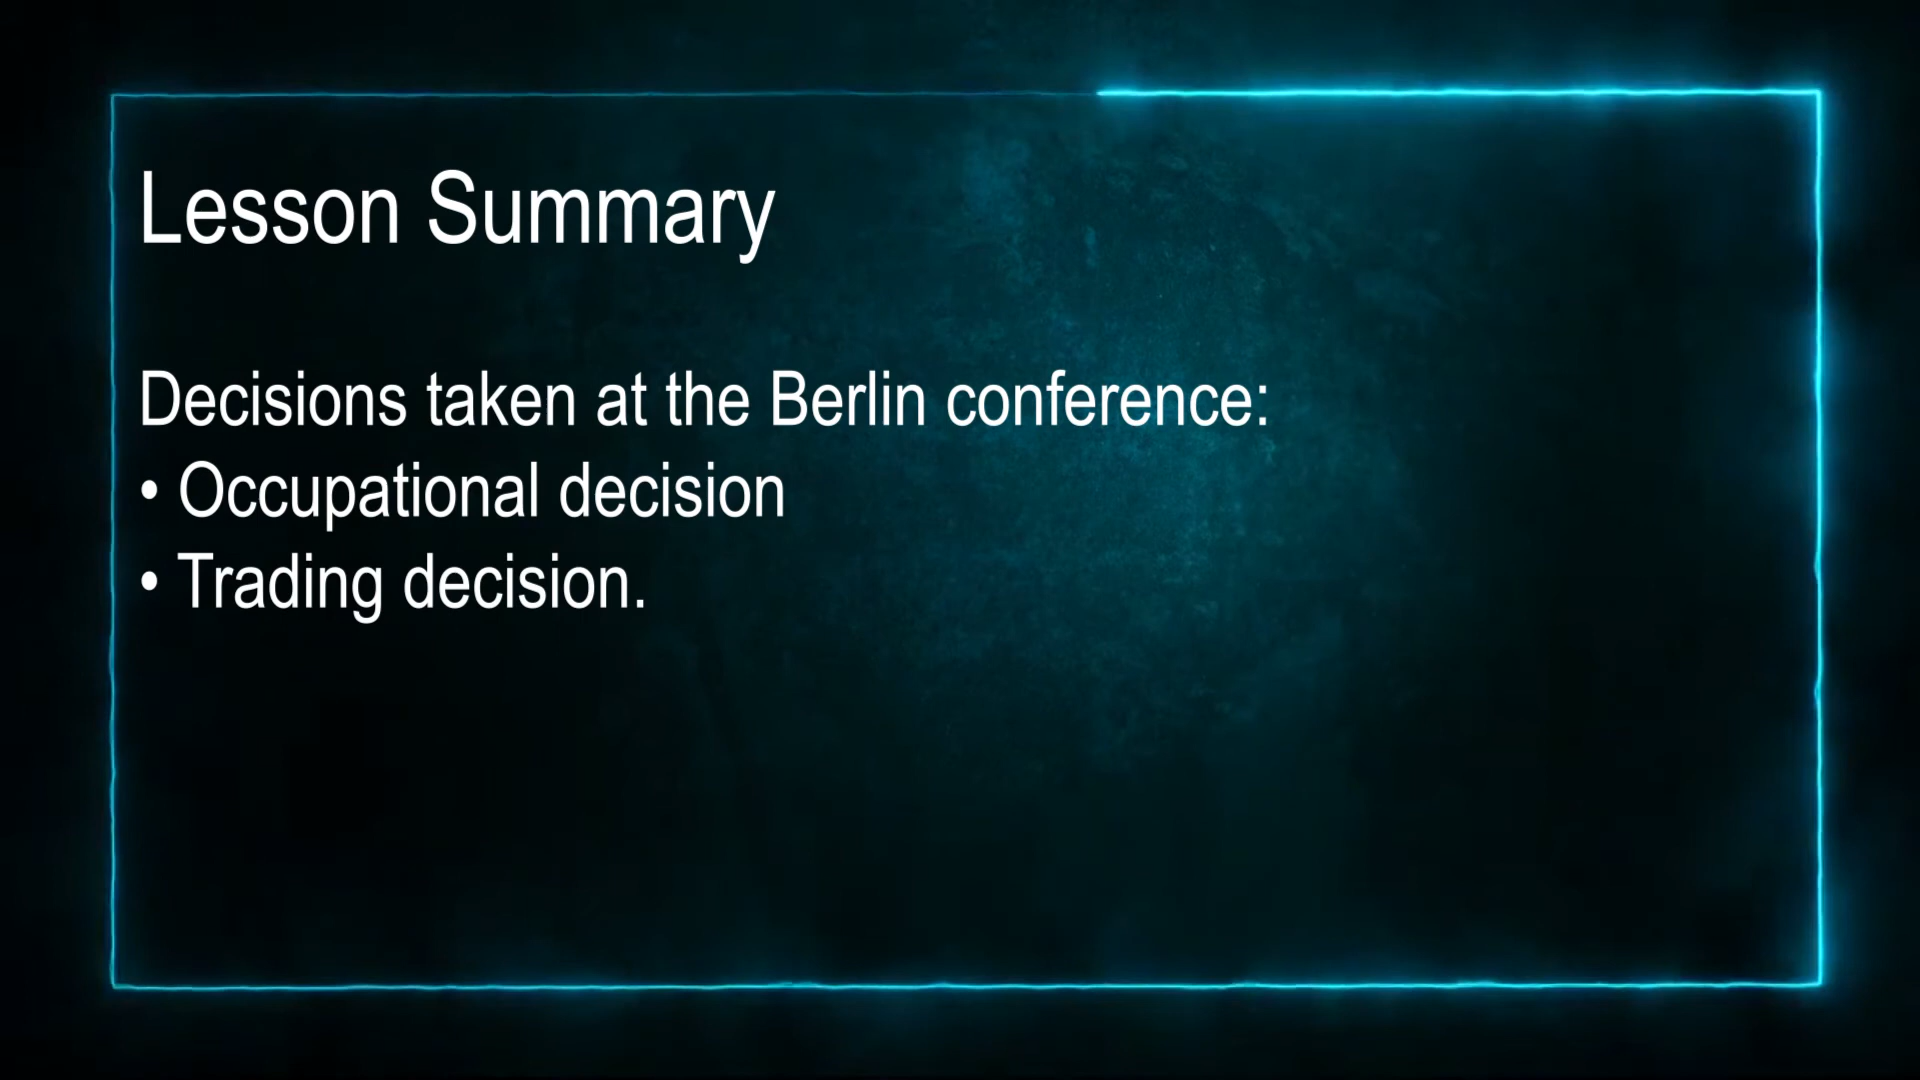 Lesson Summary
Decisions taken at the Berlin conference:
• Occupational decision
• Trading decision.